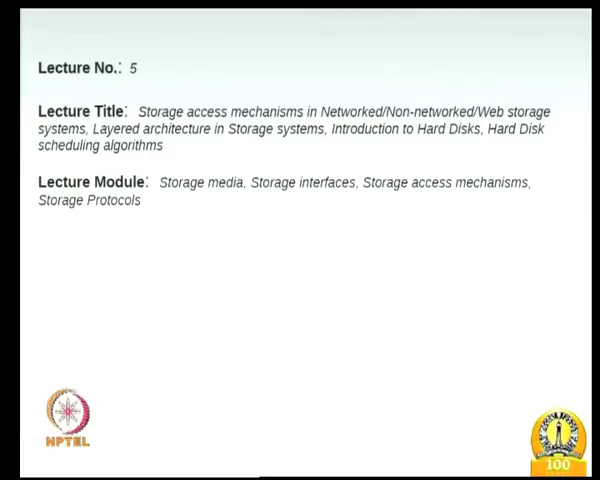 Lecture No.: 5
Lecture Title: Storage access mechanisms in Networked/Non-networked/Web storage
systems, Layered architecture in Storage systems, Introduction to Hard Disks, Hard Disk
scheduling algorithms
Lecture Module: Storage media, Storage interfaces, Storage access mechanisms,
Storage Protocols
NPTEL
100